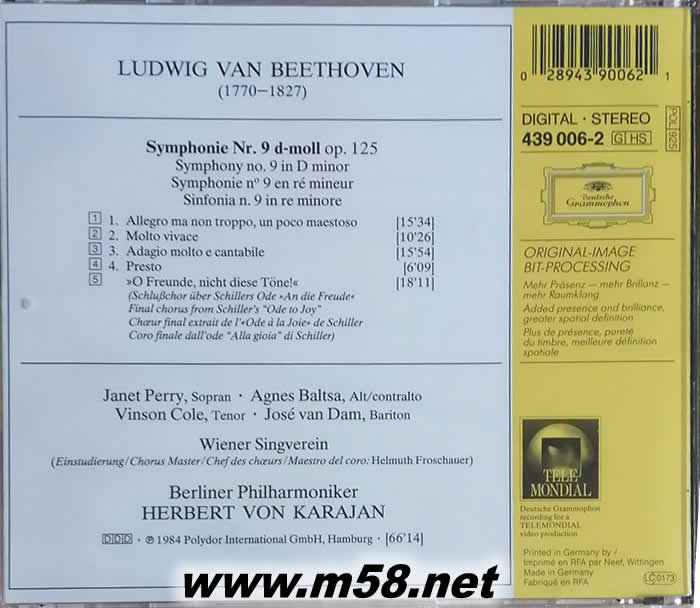 LUDWIG VAN BEETHOVEN
(1770–1827)
Symphonie Nr. 9 d-moll op. 125
Symphony no. 9 in D minor
Symphonie n° 9 en ré mineur
Sinfonia n. 9 in re minore
1 1. Allegro ma non troppo, un poco maestoso [15'34]
2 2. Molto vivace [10'26]
3 3. Adagio molto e cantabile [15'54]
4 4. Presto [6'09]
5 »O Freunde, nicht diese Töne!« [18'11]
(Schlußchor über Schillers Ode »An die Freude«
Final chorus from Schiller's "Ode to Joy"
Chœur final extrait de l'«Ode à la Joie» de Schiller
Coro finale dall'ode "Alla gioia" di Schiller)
Janet Perry, Sopran · Agnes Baltsa, Alt/contralto
Vinson Cole, Tenor · José van Dam, Bariton
Wiener Singverein
(Einstudierung/Chorus Master/Chef des chœurs/Maestro del coro: Helmuth Froschauer)
Berliner Philharmoniker
HERBERT VON KARAJAN
DDD · ℗ 1984 Polydor International GmbH, Hamburg · [66'14]
0 28943 90062 1
DIGITAL · STEREO
439 006-2 G HS
POL 925
Deutsche
Grammophon
ORIGINAL-IMAGE
BIT-PROCESSING
Mehr Präsenz – mehr Brillanz –
mehr Raumklang
Added presence and brilliance,
greater spatial definition
Plus de présence, pureté
du timbre, meilleure définition
spatiale
TELE
MONDIAL
Deutsche Grammophon
recording for a
TELEMONDIAL
video production
Printed in Germany by /
Imprimé en RFA par Neef, Wittingen
Made in Germany
Fabriqué en RFA
LC 0173
www.m58.net